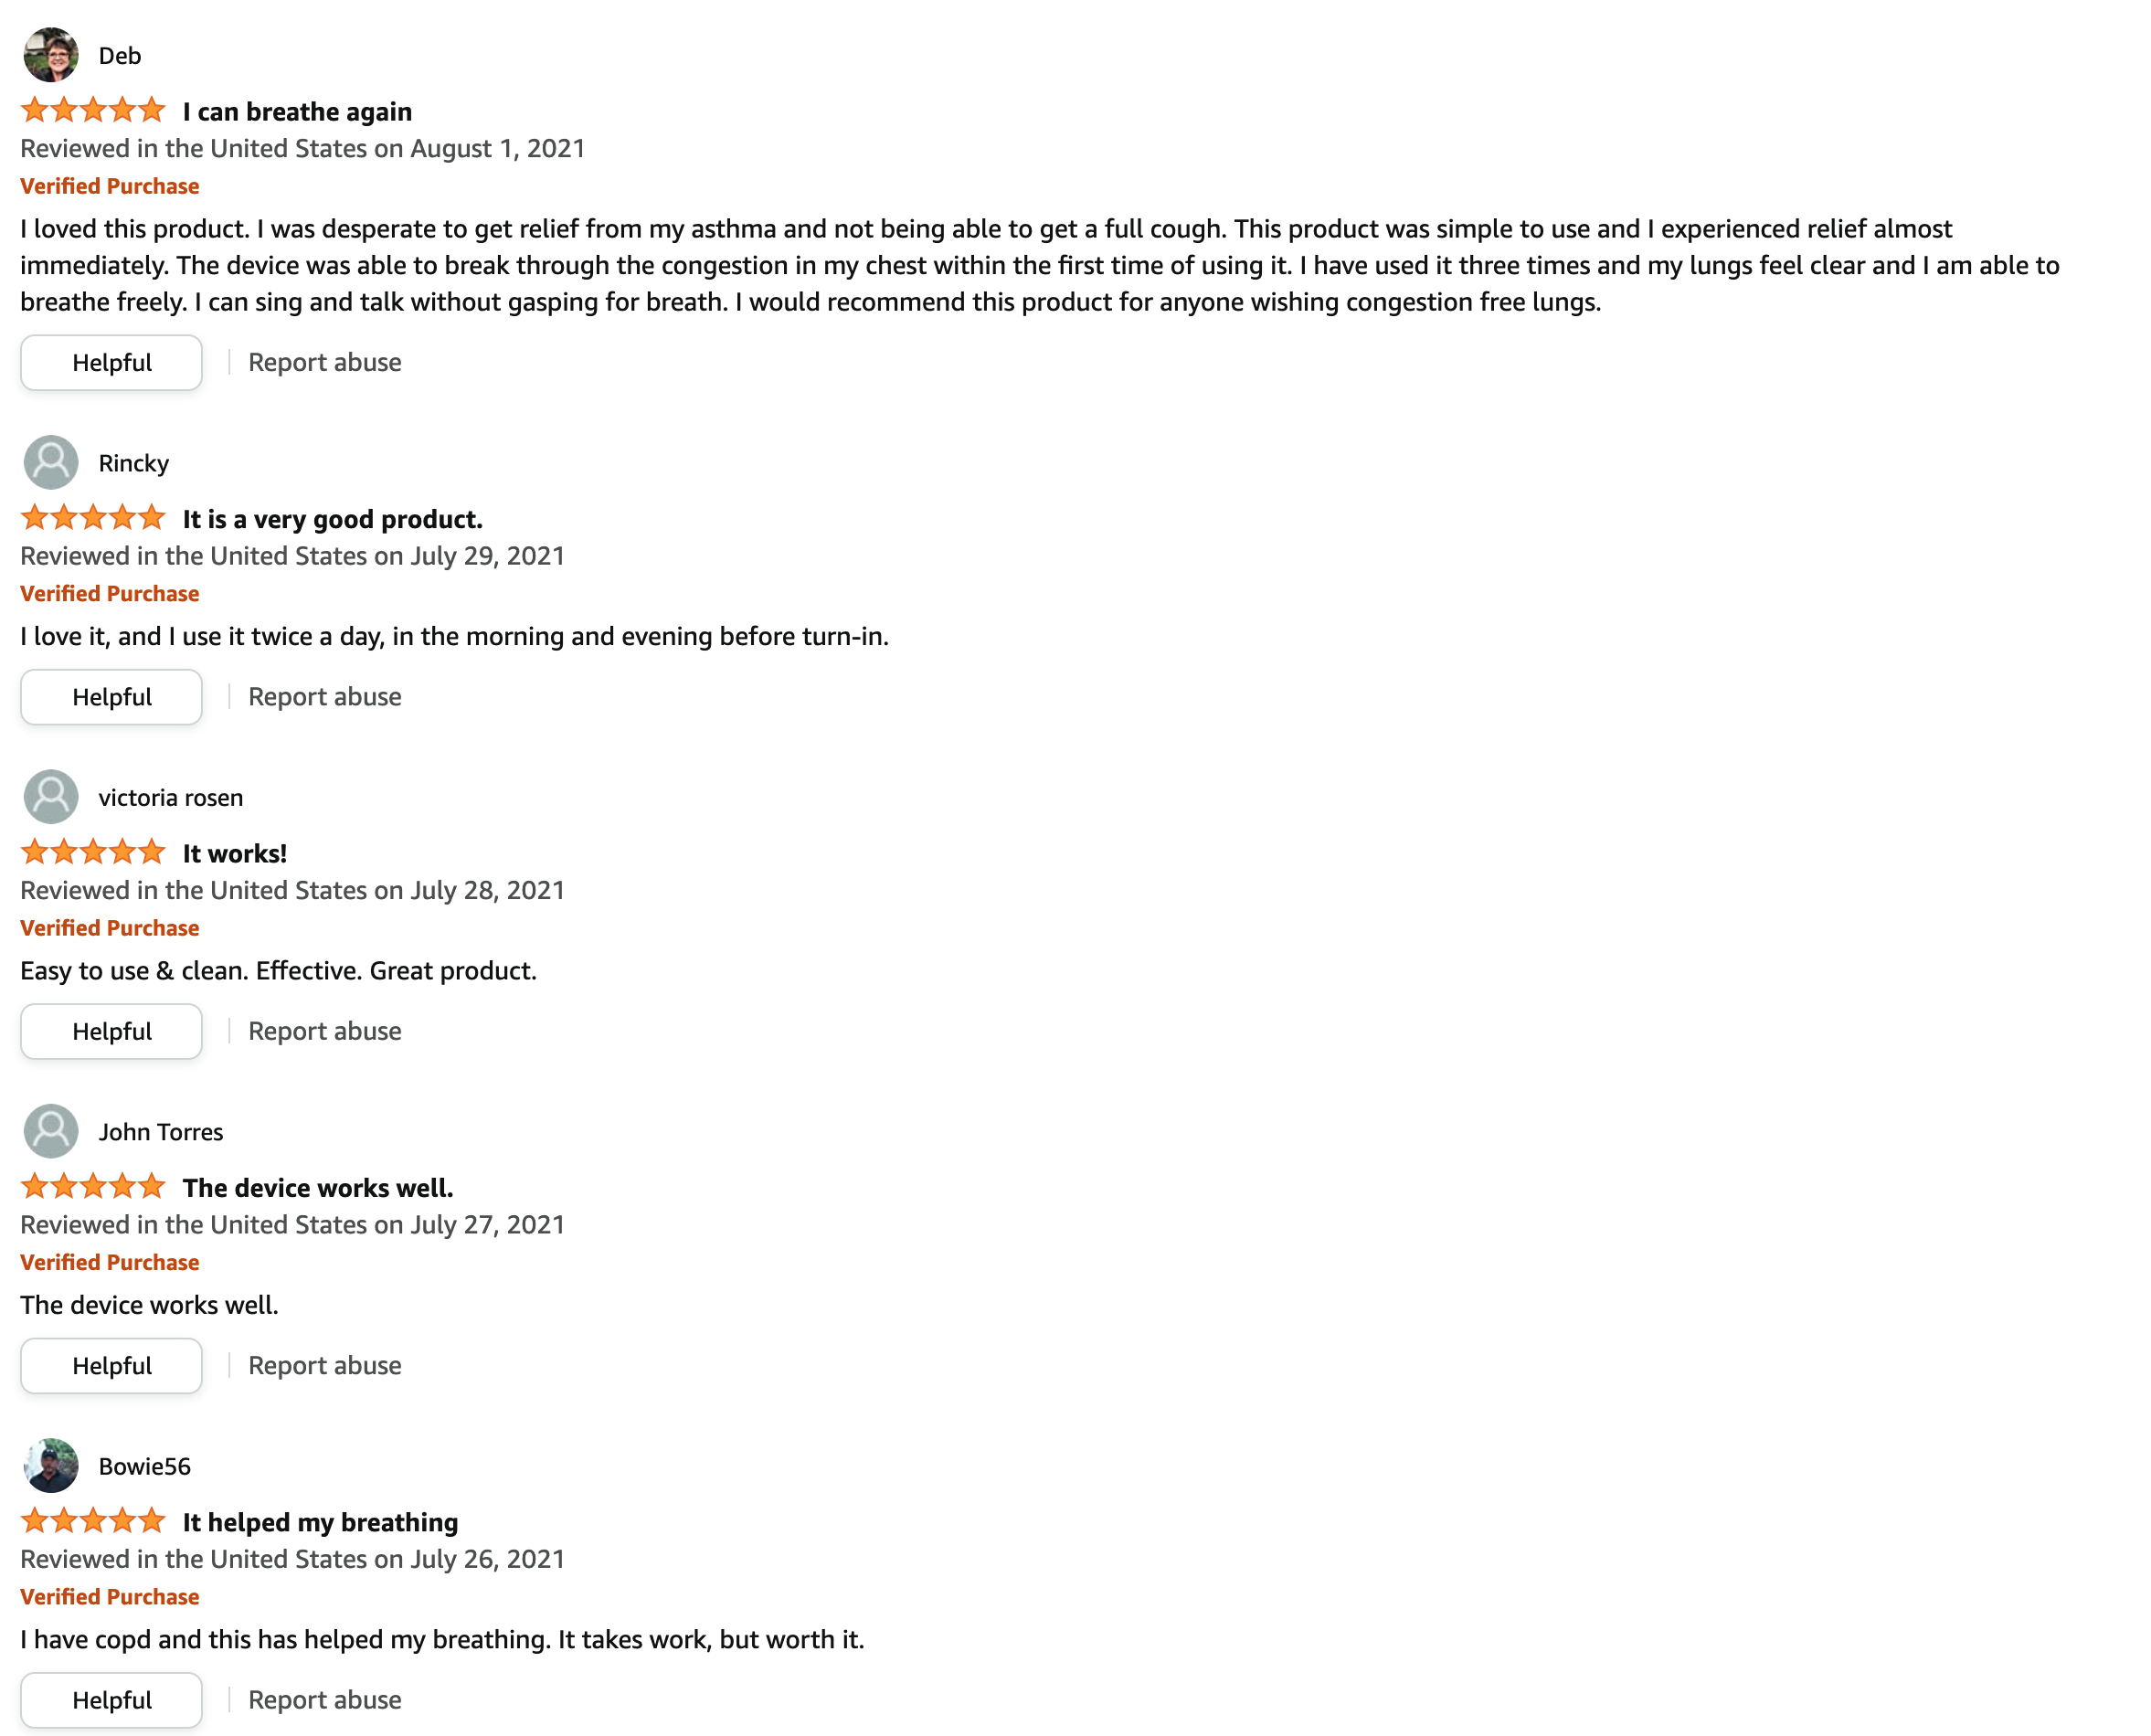 Deb
I can breathe again
Reviewed in the United States on August 1, 2021
Verified Purchase
I loved this product. I was desperate to get relief from my asthma and not being able to get a full cough. This product was simple to use and I experienced relief almost
immediately. The device was able to break through the congestion in my chest within the first time of using it. I have used it three times and my lungs feel clear and I am able to
breathe freely. I can sing and talk without gasping for breath. I would recommend this product for anyone wishing congestion free lungs.
Helpful | Report abuse
Rincky
It is a very good product.
Reviewed in the United States on July 29, 2021
Verified Purchase
I love it, and I use it twice a day, in the morning and evening before turn-in.
Helpful | Report abuse
victoria rosen
It works!
Reviewed in the United States on July 28, 2021
Verified Purchase
Easy to use & clean. Effective. Great product.
Helpful | Report abuse
John Torres
The device works well.
Reviewed in the United States on July 27, 2021
Verified Purchase
The device works well.
Helpful | Report abuse
Bowie56
It helped my breathing
Reviewed in the United States on July 26, 2021
Verified Purchase
I have copd and this has helped my breathing. It takes work, but worth it.
Helpful | Report abuse